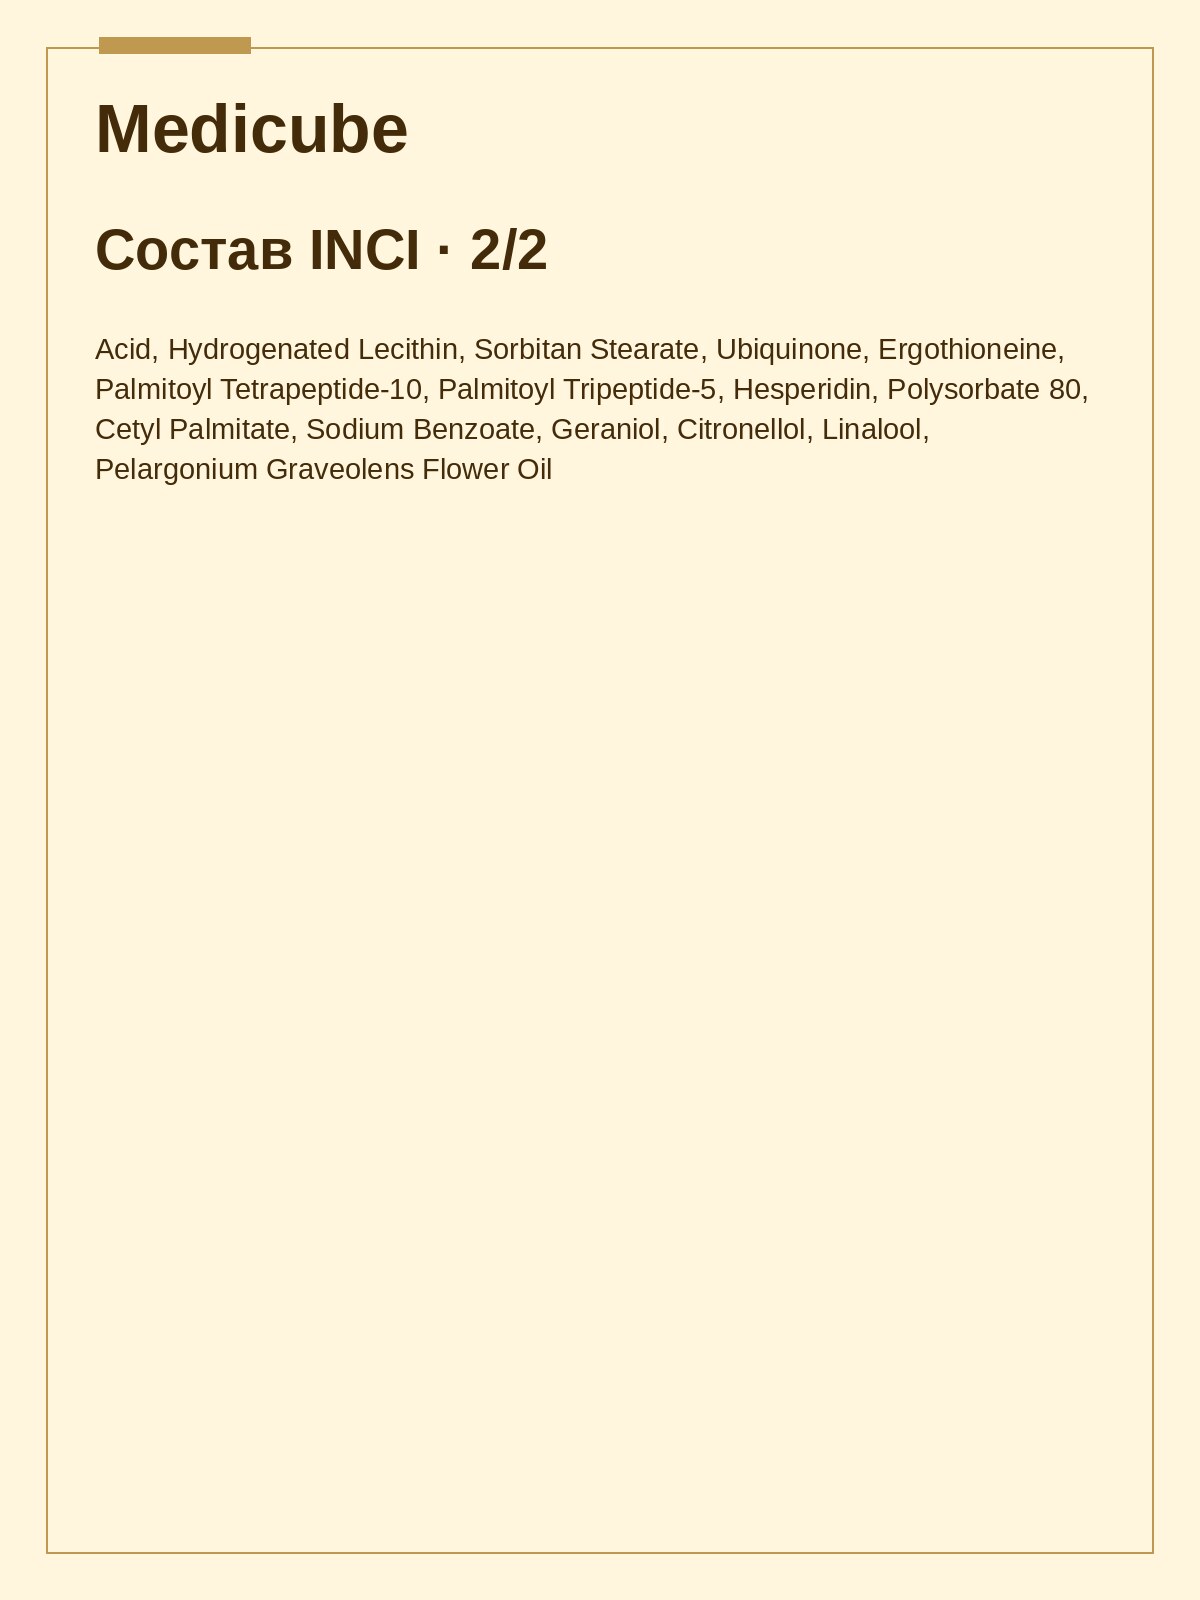 Medicube
Состав INCI · 2/2
Acid, Hydrogenated Lecithin, Sorbitan Stearate, Ubiquinone, Ergothioneine,
Palmitoyl Tetrapeptide-10, Palmitoyl Tripeptide-5, Hesperidin, Polysorbate 80,
Cetyl Palmitate, Sodium Benzoate, Geraniol, Citronellol, Linalool,
Pelargonium Graveolens Flower Oil